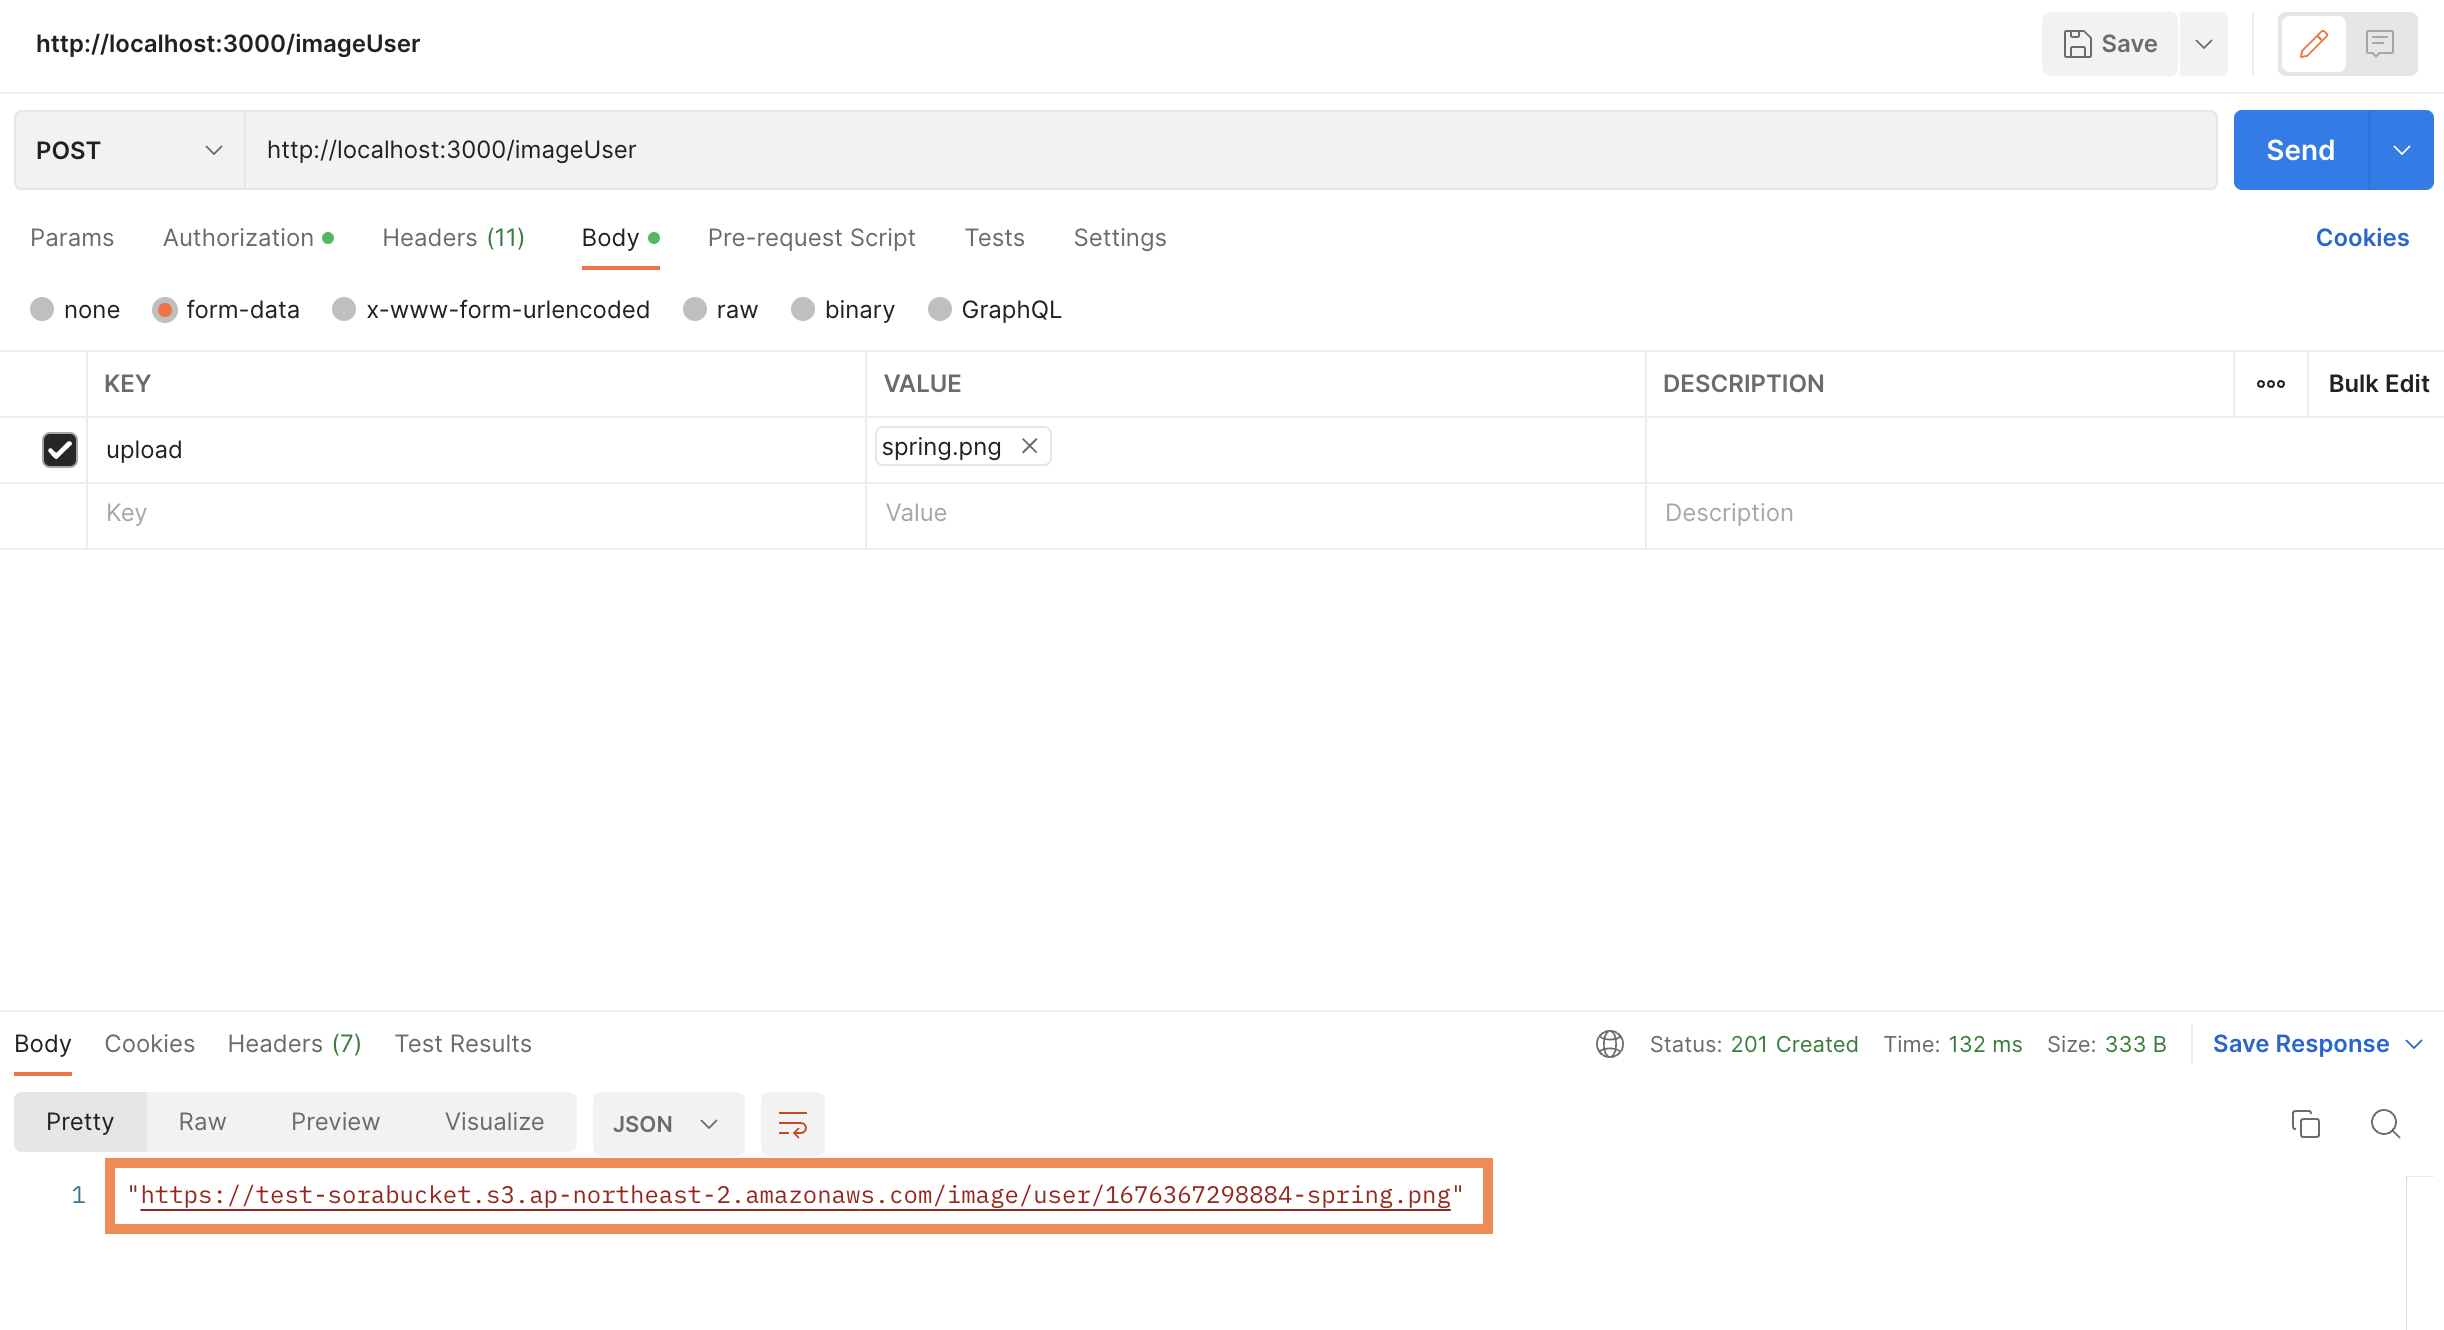 http://localhost:3000/imageUser
Save
POST
http://localhost:3000/imageUser
Send
Params Authorization Headers (11) Body Pre-request Script Tests Settings Cookies
none form-data x-www-form-urlencoded raw binary GraphQL
KEY VALUE DESCRIPTION Bulk Edit
upload spring.png
Key Value Description
Body Cookies Headers (7) Test Results Status: 201 Created Time: 132 ms Size: 333 B Save Response
Pretty Raw Preview Visualize JSON
1 "https://test-sorabucket.s3.ap-northeast-2.amazonaws.com/image/user/1676367298884-spring.png"